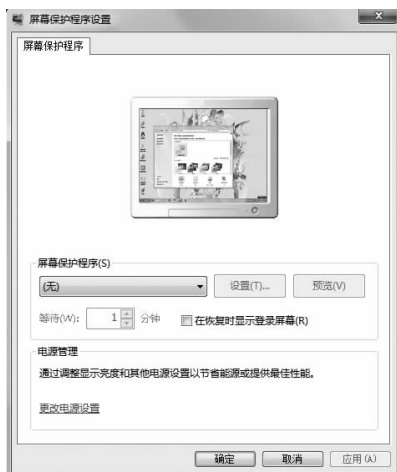 屏幕保护程序设置
屏幕保护程序
屏幕保护程序(S)
(无)
设置(T)...
预览(V)
等待(W):
1
分钟
在恢复时显示登录屏幕(R)
电源管理
通过调整显示亮度和其他电源设置以节省能源或提供最佳性能。
更改电源设置
确定
取消
应用(A)